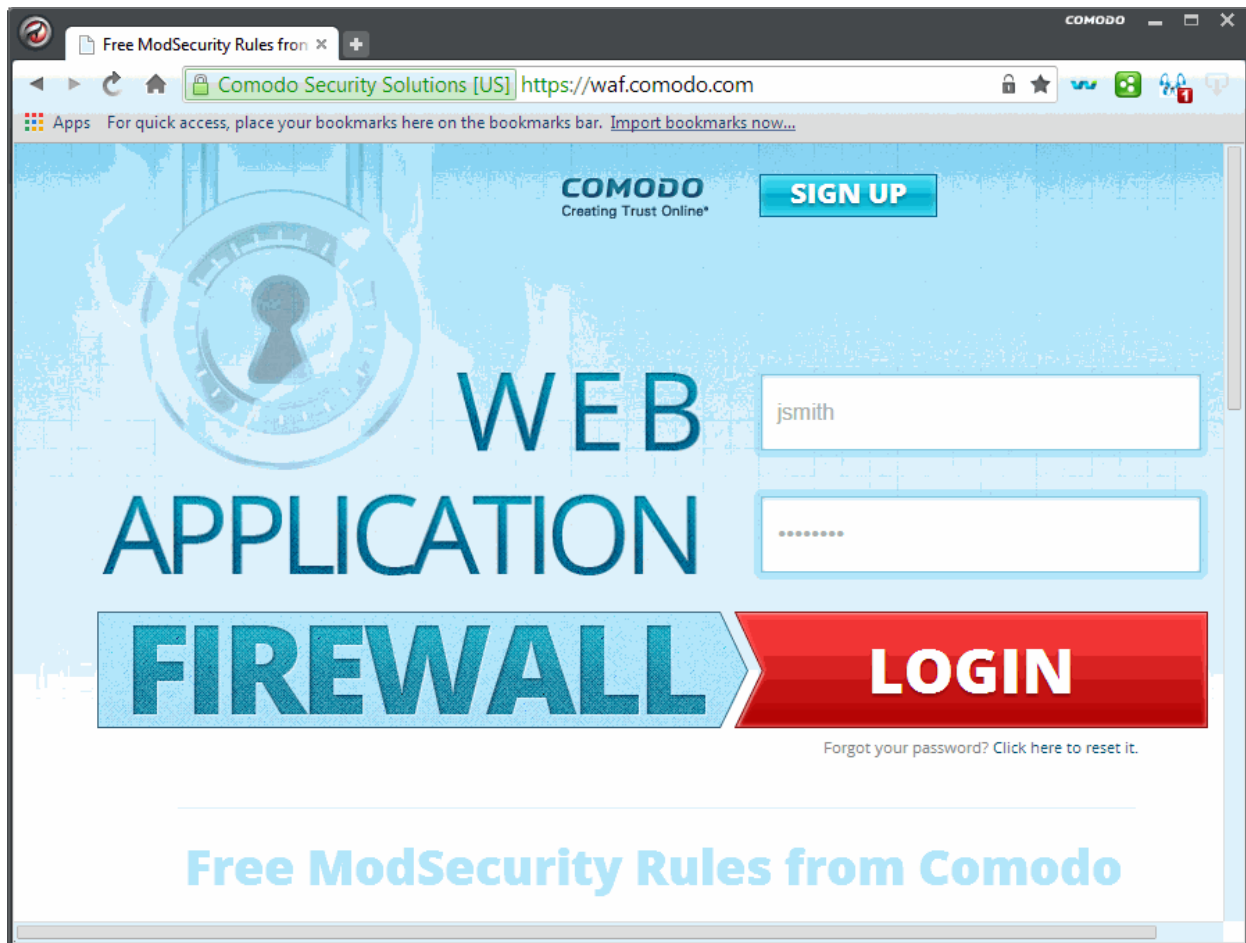 COMODO
Free ModSecurity Rules fron
Comodo Security Solutions [US] https://waf.comodo.com
1
Apps For quick access, place your bookmarks here on the bookmarks bar. Import bookmarks now...
COMODO
Creating Trust Online®
SIGN UP
WEB
APPLICATION
FIREWALL
jsmith
••••••••
LOGIN
Forgot your password? Click here to reset it.
Free ModSecurity Rules from Comodo